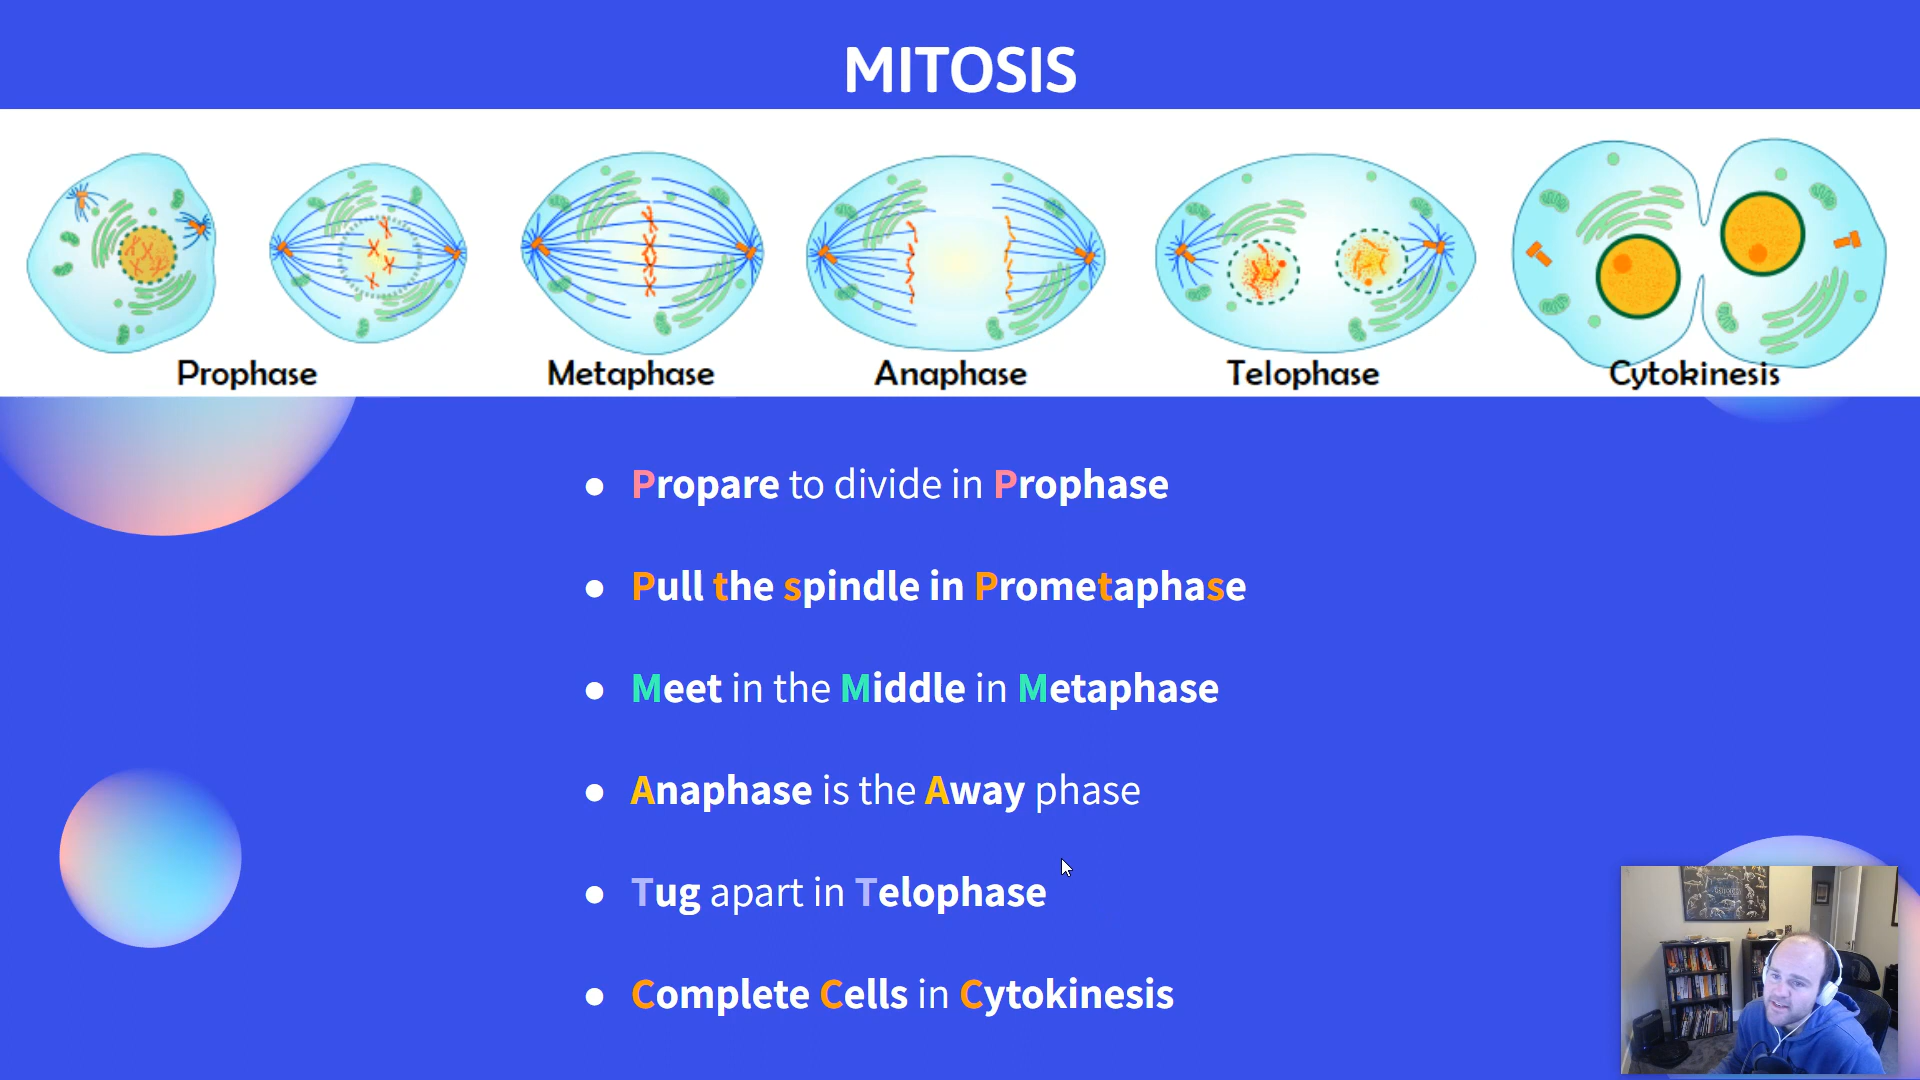 MITOSIS
Prophase Metaphase Anaphase Telophase Cytokinesis
Propare to divide in Prophase
Pull the spindle in Prometaphase
Meet in the Middle in Metaphase
Anaphase is the Away phase
Tug apart in Telophase
Complete Cells in Cytokinesis